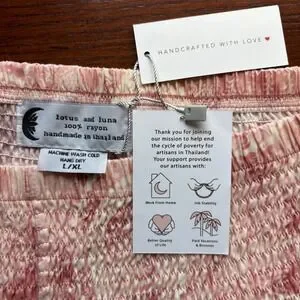 HANDCRAFTED WITH LOVE
lotus and luna
100% rayon
handmade in thailand
MACHINE WASH COLD
HANG DRY
L/XL
Thank you for joining
our mission to help end
the cycle of poverty for
artisans in Thailand!
Your support provides
our artisans with:
Work From Home
Job Stability
Better Quality
of Life
Paid Vacations
& Bonuses